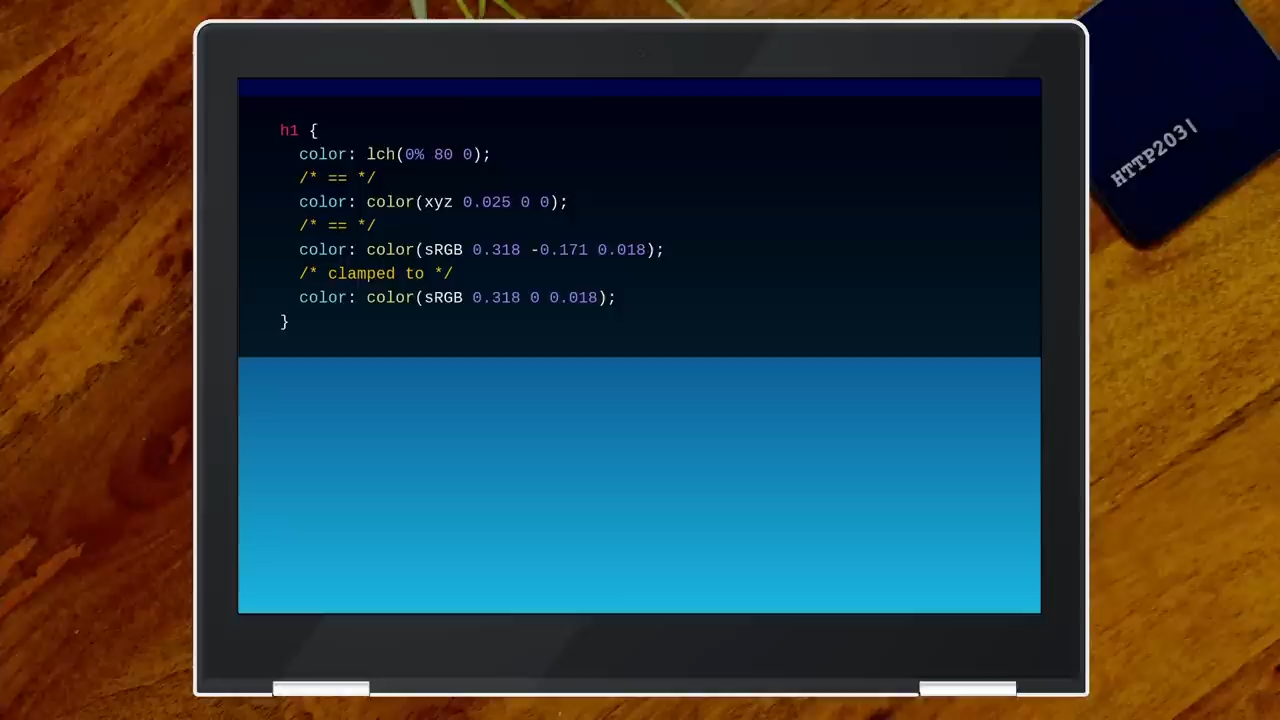 h1 {
  color: lch(0% 80 0);
  /* == */
  color: color(xyz 0.025 0 0);
  /* == */
  color: color(sRGB 0.318 -0.171 0.018);
  /* clamped to */
  color: color(sRGB 0.318 0 0.018);
}
HTTP203|